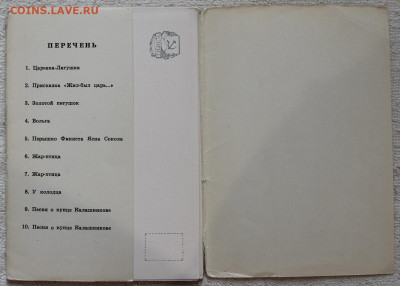 COINS.LAVE.RU
ПЕРЕЧЕНЬ
1. Царевна-Лягушка
2. Присказка «Жил-был царь...»
3. Золотой петушок
4. Вольга
5. Перышко Финиста Ясна Сокола
6. Жар-птица
7. Жар-птица
8. У колодца
9. Песня о купце Калашникове
10. Песня о купце Калашникове